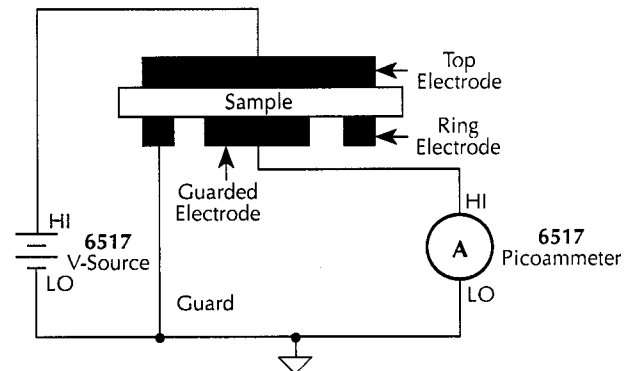 Top
Electrode
Sample
Ring
Electrode
Guarded
Electrode
HI
6517
V-Source
LO
Guard
HI
A
6517
Picoammeter
LO